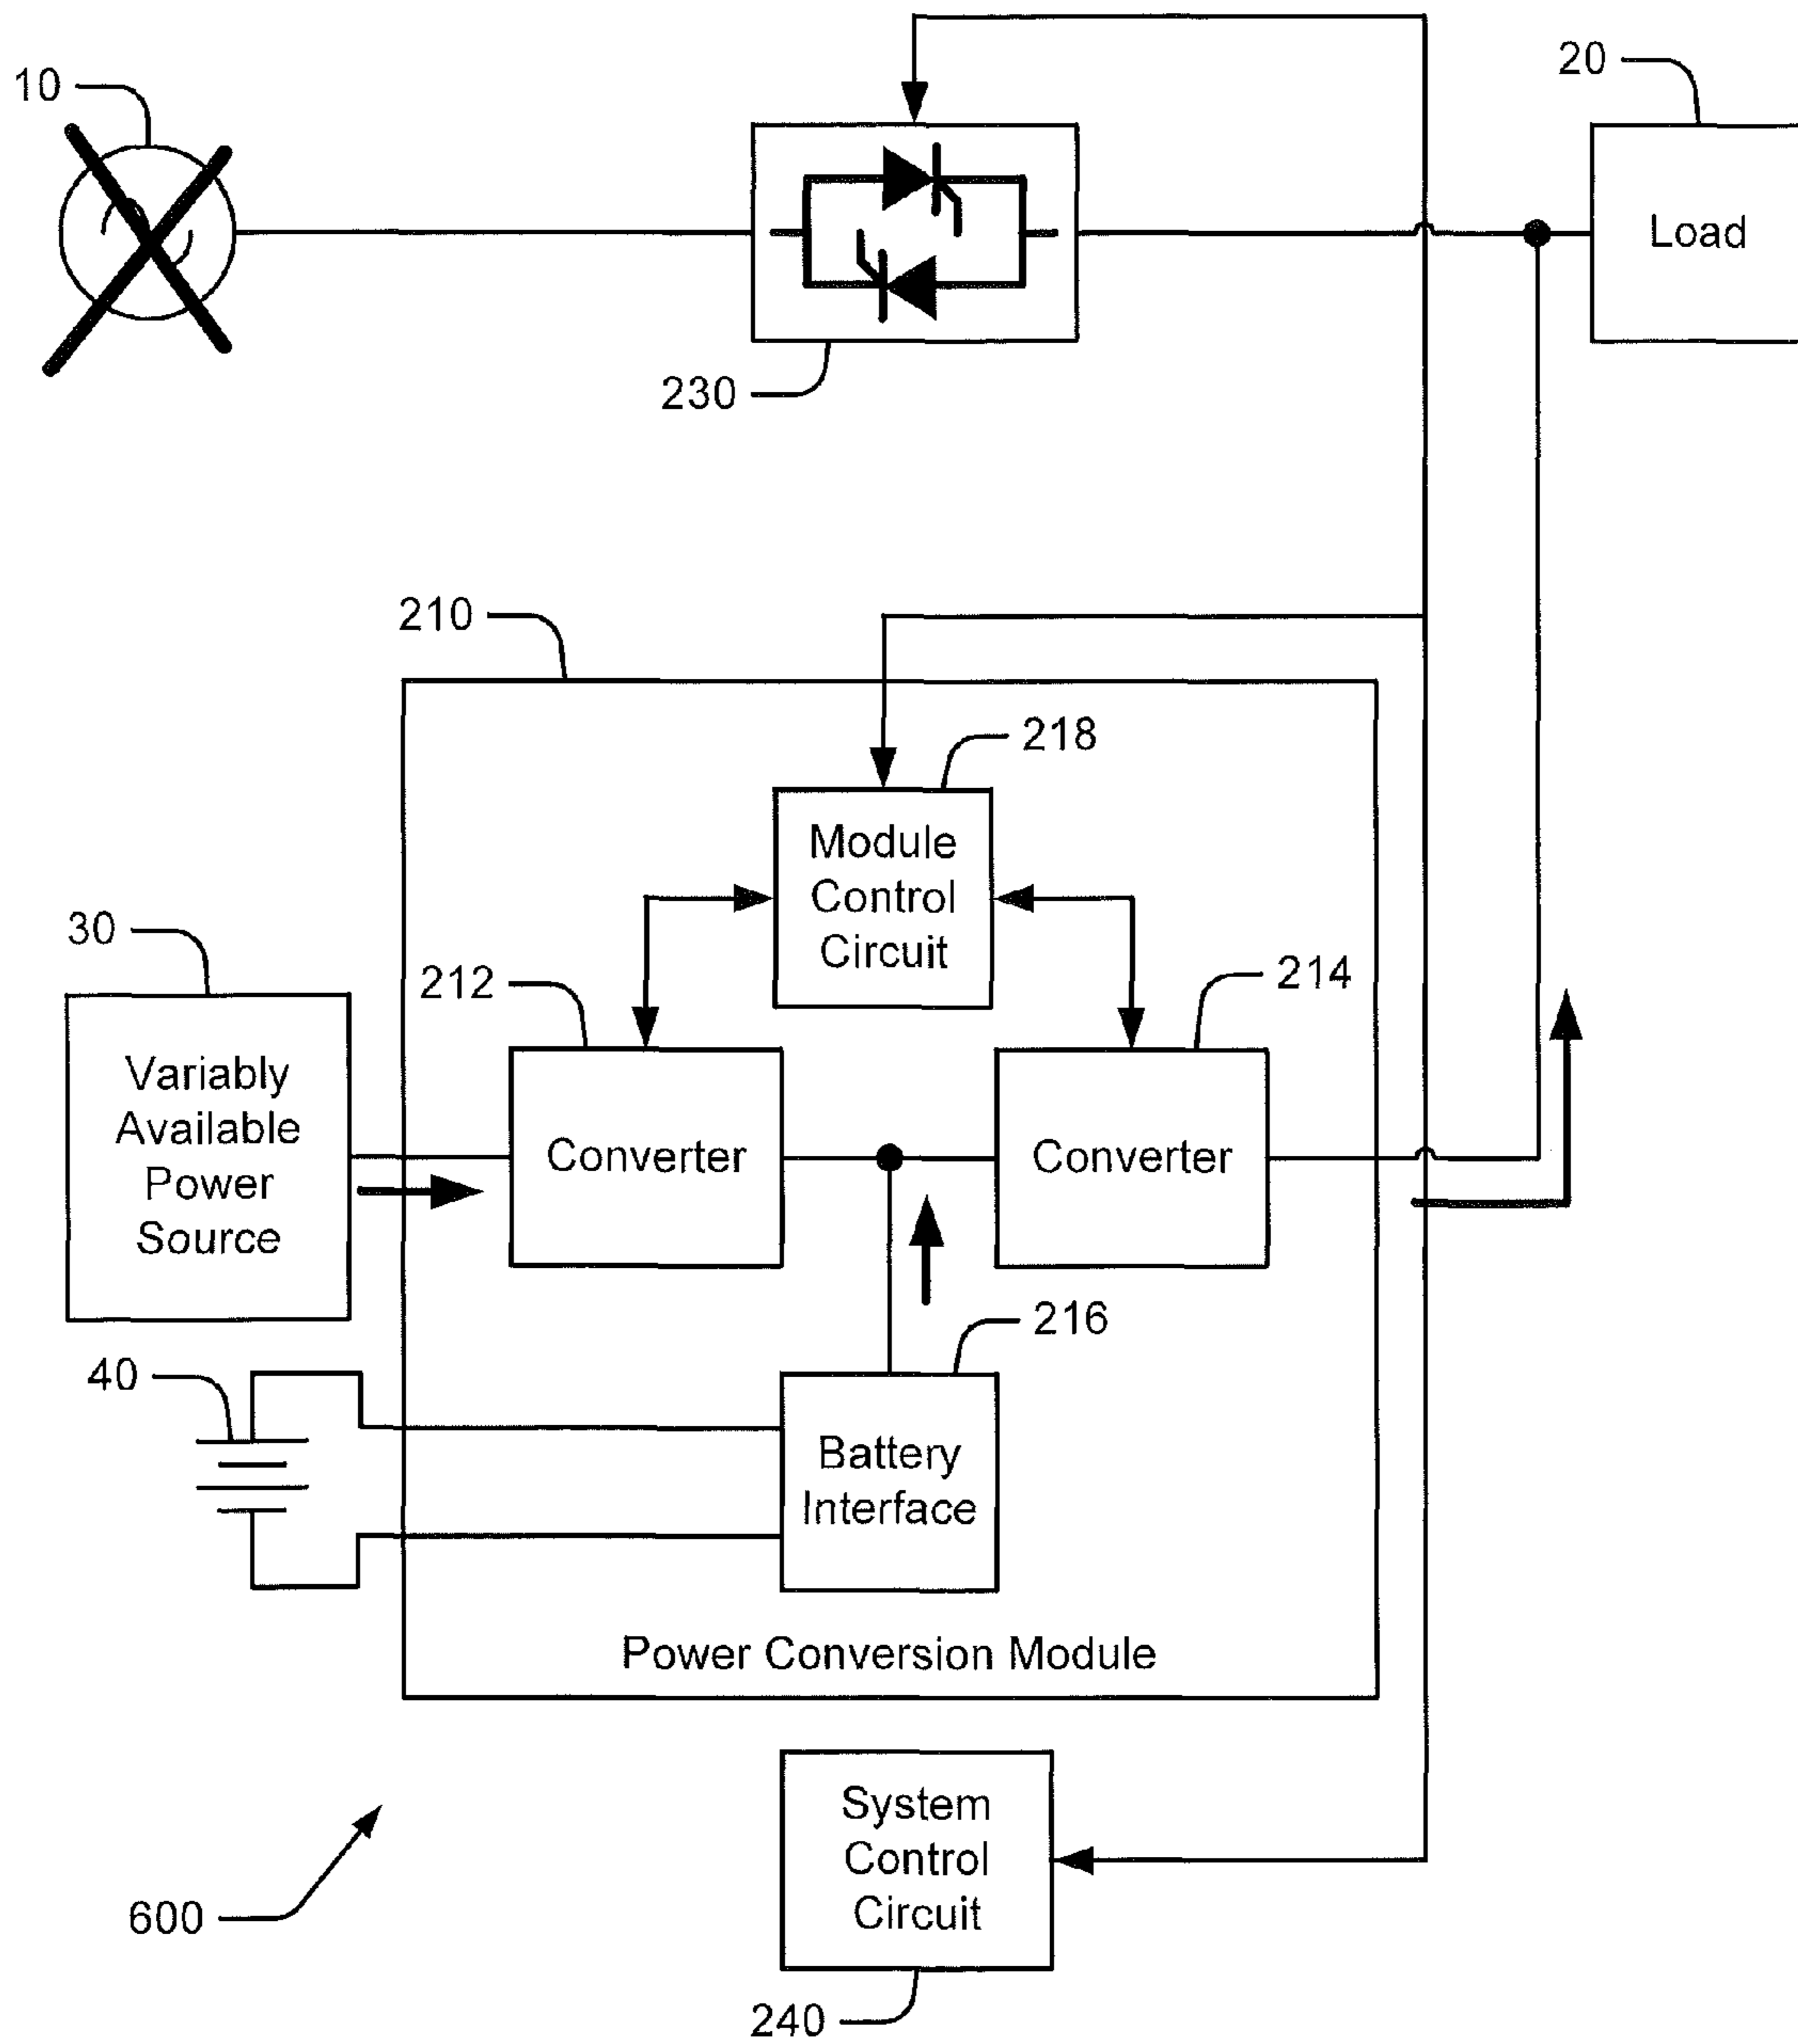 10
20
Load
230
210
218
Module
Control
Circuit
30
212
214
Variably
Available
Power
Source
Converter
Converter
216
40
Battery
Interface
Power Conversion Module
System
Control
Circuit
600
240